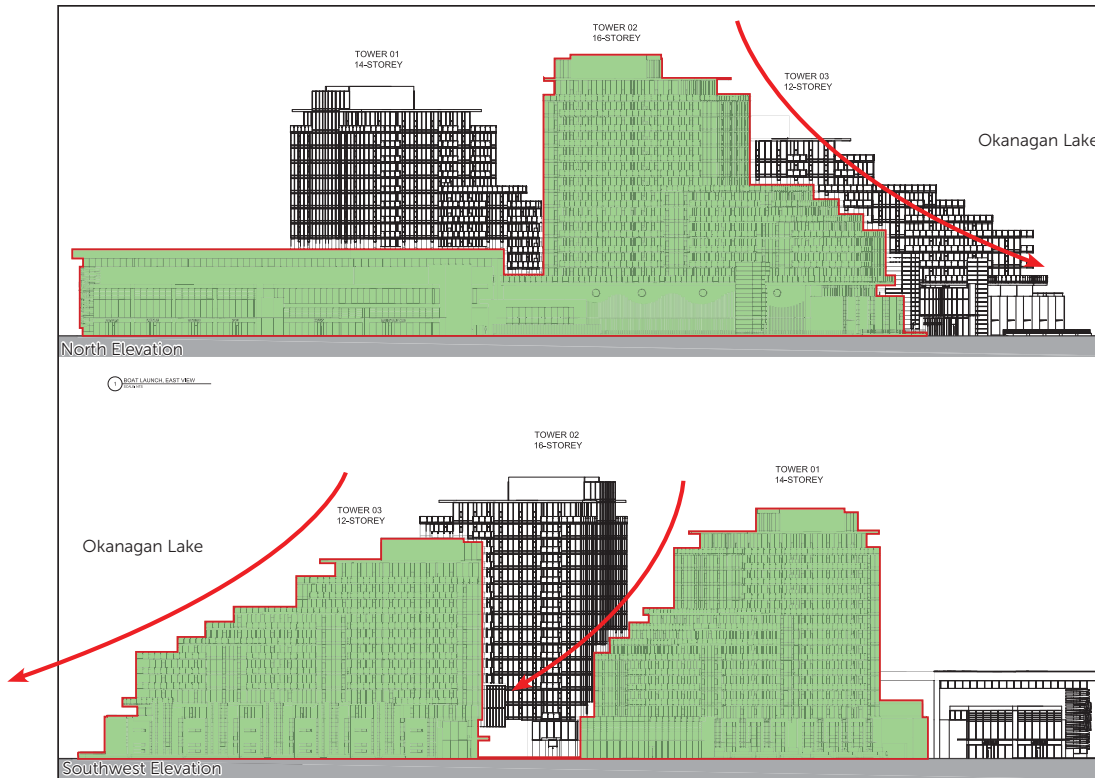 TOWER 02
16-STOREY
TOWER 01
14-STOREY
TOWER 03
12-STOREY
Okanagan Lake
North Elevation
1 BOAT LAUNCH, EAST VIEW
TOWER 02
16-STOREY
TOWER 01
14-STOREY
TOWER 03
12-STOREY
Okanagan Lake
Southwest Elevation